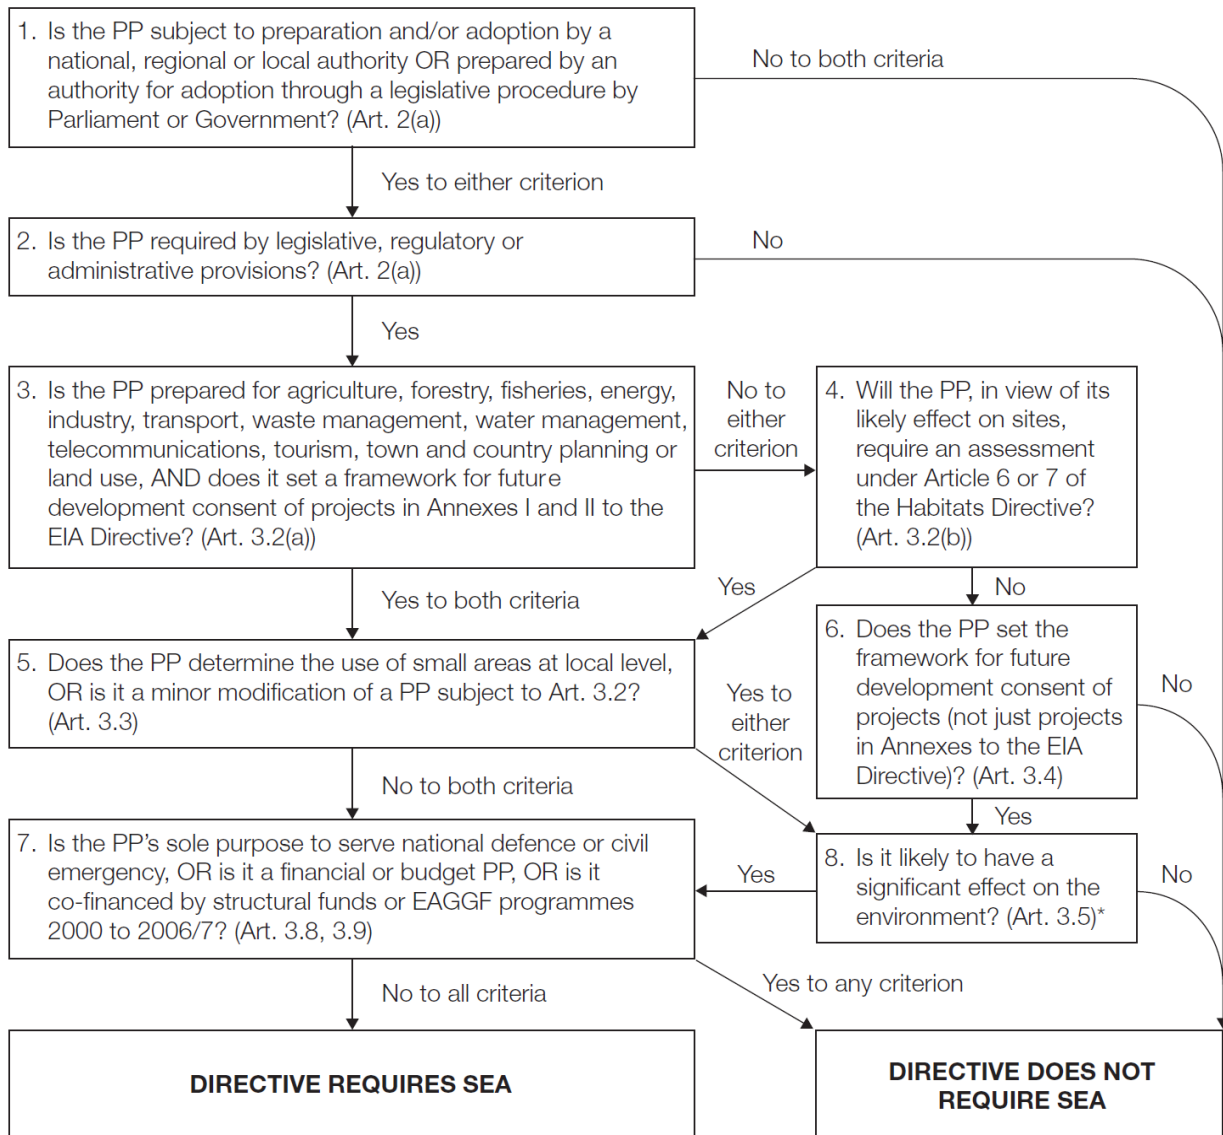 1. Is the PP subject to preparation and/or adoption by a
national, regional or local authority OR prepared by an
authority for adoption through a legislative procedure by
Parliament or Government? (Art. 2(a))
No to both criteria
Yes to either criterion
2. Is the PP required by legislative, regulatory or
administrative provisions? (Art. 2(a))
No
Yes
3. Is the PP prepared for agriculture, forestry, fisheries, energy,
industry, transport, waste management, water management,
telecommunications, tourism, town and country planning or
land use, AND does it set a framework for future
development consent of projects in Annexes I and II to the
EIA Directive? (Art. 3.2(a))
No to
either
criterion
4. Will the PP, in view of its
likely effect on sites,
require an assessment
under Article 6 or 7 of
the Habitats Directive?
(Art. 3.2(b))
Yes to both criteria
Yes
No
5. Does the PP determine the use of small areas at local level,
OR is it a minor modification of a PP subject to Art. 3.2?
(Art. 3.3)
Yes to
either
criterion
6. Does the PP set the
framework for future
development consent of
projects (not just projects
in Annexes to the EIA
Directive)? (Art. 3.4)
No
No to both criteria
Yes
7. Is the PP’s sole purpose to serve national defence or civil
emergency, OR is it a financial or budget PP, OR is it
co-financed by structural funds or EAGGF programmes
2000 to 2006/7? (Art. 3.8, 3.9)
Yes
8. Is it likely to have a
significant effect on the
environment? (Art. 3.5)*
No
No to all criteria
Yes to any criterion
DIRECTIVE REQUIRES SEA
DIRECTIVE DOES NOT
REQUIRE SEA